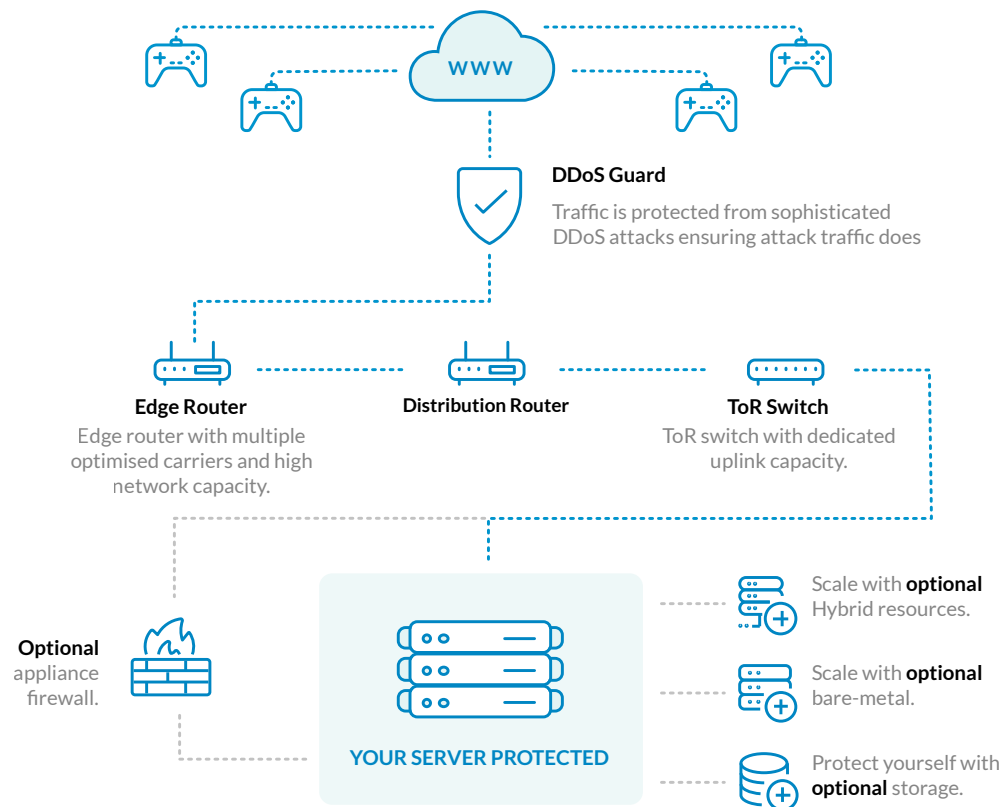 WWW
DDoS Guard
Traffic is protected from sophisticated
DDoS attacks ensuring attack traffic does
Edge Router
Edge router with multiple
optimised carriers and high
network capacity.
Distribution Router
ToR Switch
ToR switch with dedicated
uplink capacity.
Optional
appliance
firewall.
YOUR SERVER PROTECTED
Scale with optional
Hybrid resources.
Scale with optional
bare-metal.
Protect yourself with
optional storage.